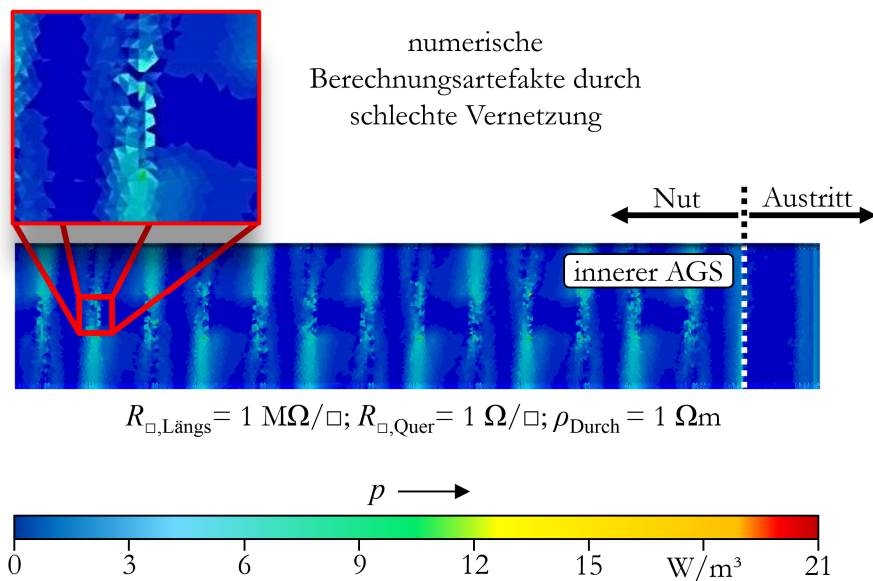 numerische
Berechnungsartefakte durch
schlechte Vernetzung
Nut
Austritt
innerer AGS
R□,Längs = 1 MΩ/□; R□,Quer = 1 Ω/□; ρDurch = 1 Ωm
p
0 3 6 9 12 15 W/m³ 21